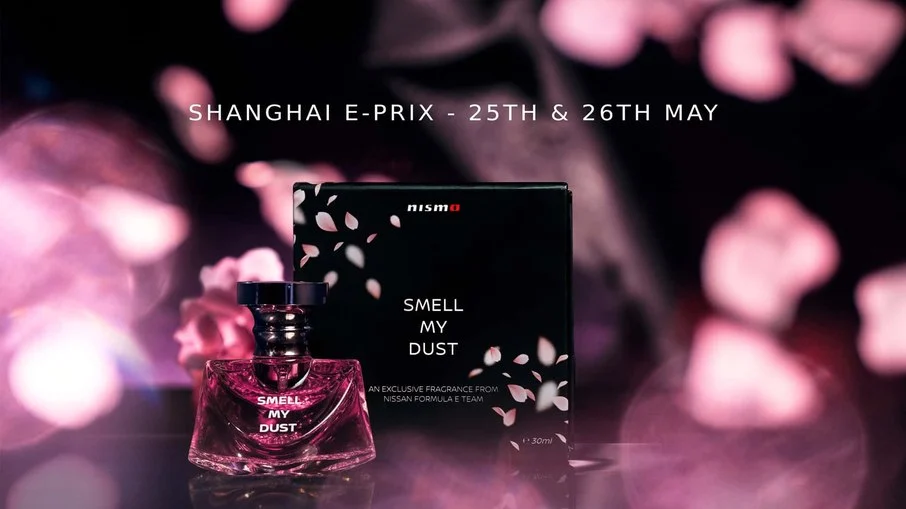 SHANGHAI E-PRIX - 25TH & 26TH MAY
nismo
SMELL
MY
DUST
AN EXCLUSIVE FRAGRANCE FROM
NISSAN FORMULA E TEAM
℮ 30ml
SMELL
MY
DUST